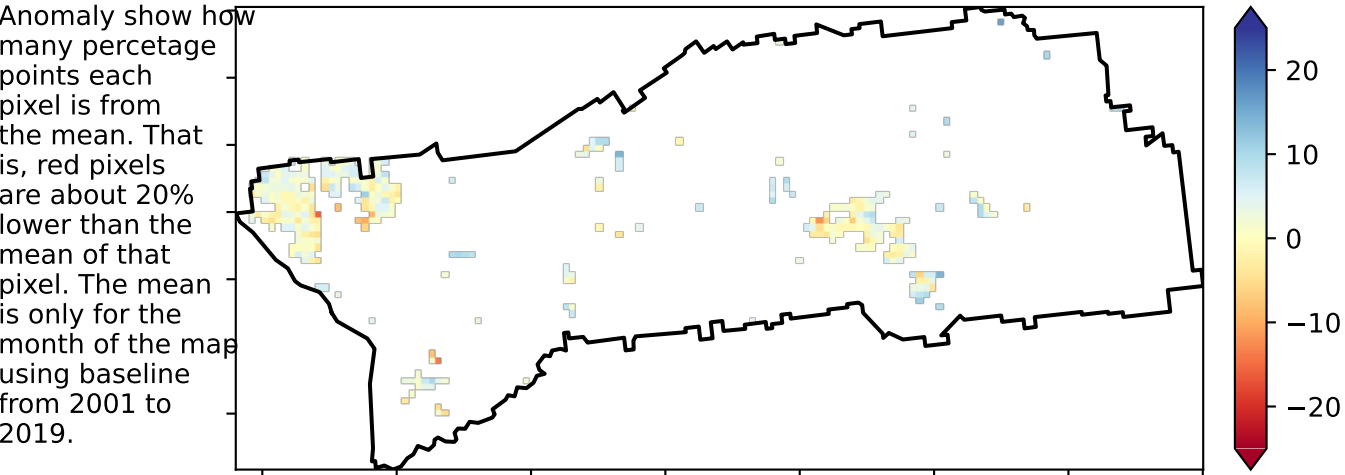 Anomaly show how
many percetage
points each
pixel is from
the mean. That
is, red pixels
are about 20%
lower than the
mean of that
pixel. The mean
is only for the
month of the map
using baseline
from 2001 to
2019.
20
10
0
−10
−20